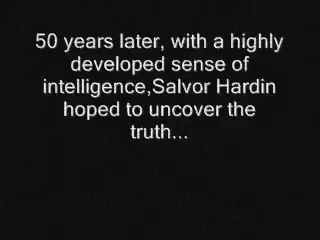 50 years later, with a highly
developed sense of
intelligence,Salvor Hardin
hoped to uncover the
truth...